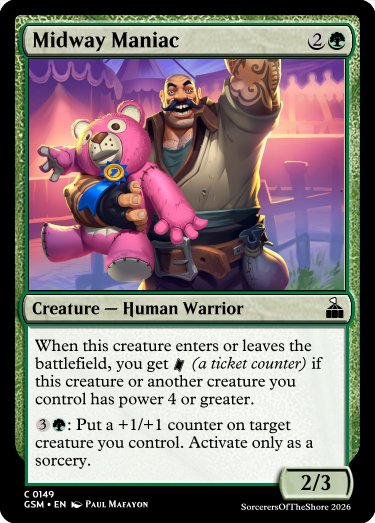 Midway Maniac 2
Creature — Human Warrior
When this creature enters or leaves the
battlefield, you get (a ticket counter) if
this creature or another creature you
control has power 4 or greater.
3: Put a +1/+1 counter on target
creature you control. Activate only as a
sorcery.
2/3
C 0149
GSM • EN Paul Mafayon
SorcerersOfTheShore 2026